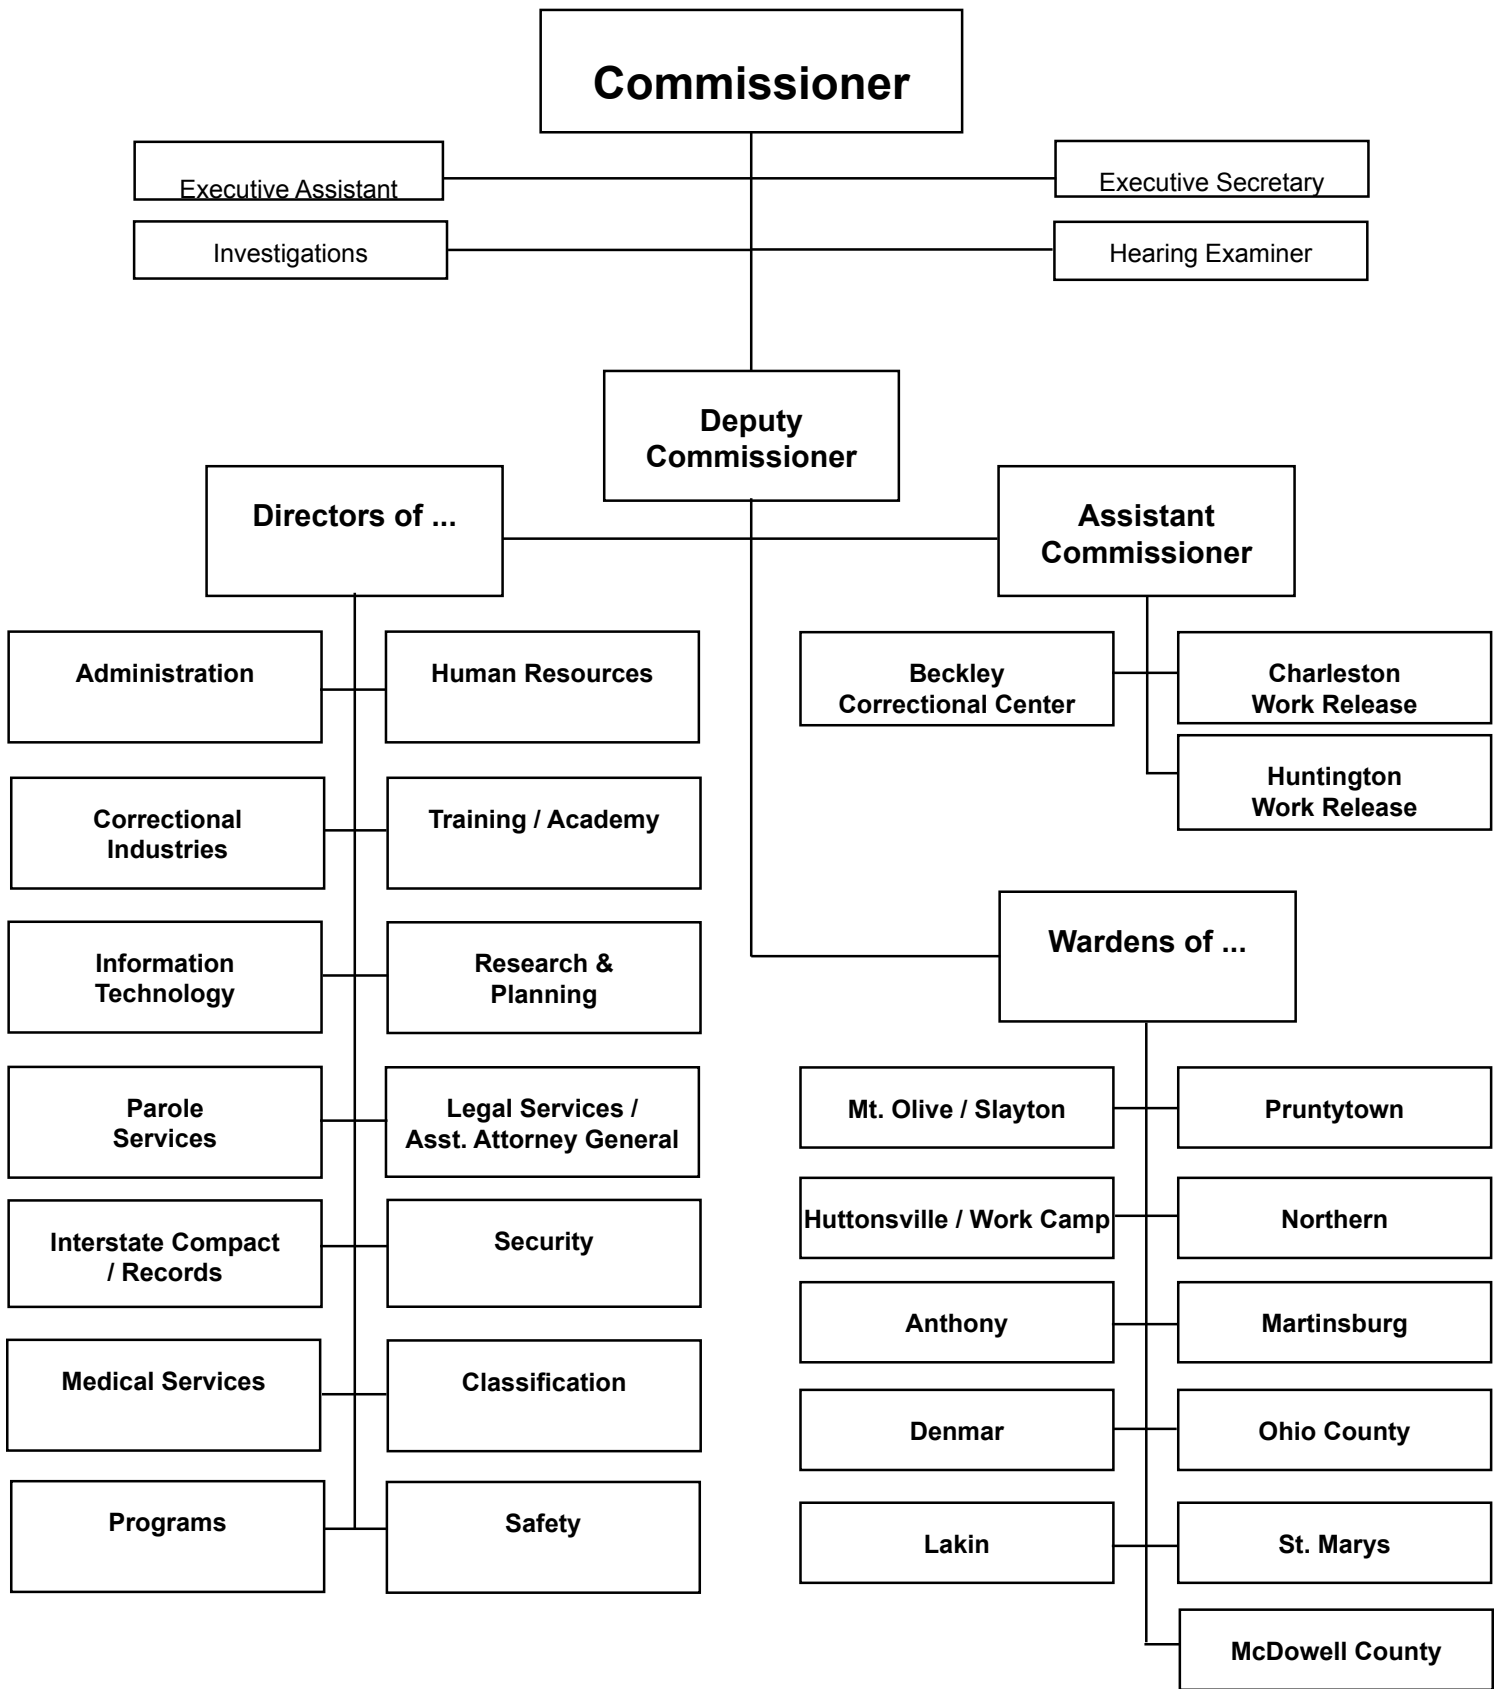 Commissioner
Executive Assistant
Executive Secretary
Investigations
Hearing Examiner
Deputy
Commissioner
Directors of ...
Assistant
Commissioner
Administration
Human Resources
Beckley
Correctional Center
Charleston
Work Release
Huntington
Work Release
Correctional
Industries
Training / Academy
Information
Technology
Research &
Planning
Wardens of ...
Parole
Services
Legal Services /
Asst. Attorney General
Mt. Olive / Slayton
Pruntytown
Interstate Compact
/ Records
Security
Huttonsville / Work Camp
Northern
Anthony
Martinsburg
Medical Services
Classification
Denmar
Ohio County
Programs
Safety
Lakin
St. Marys
McDowell County